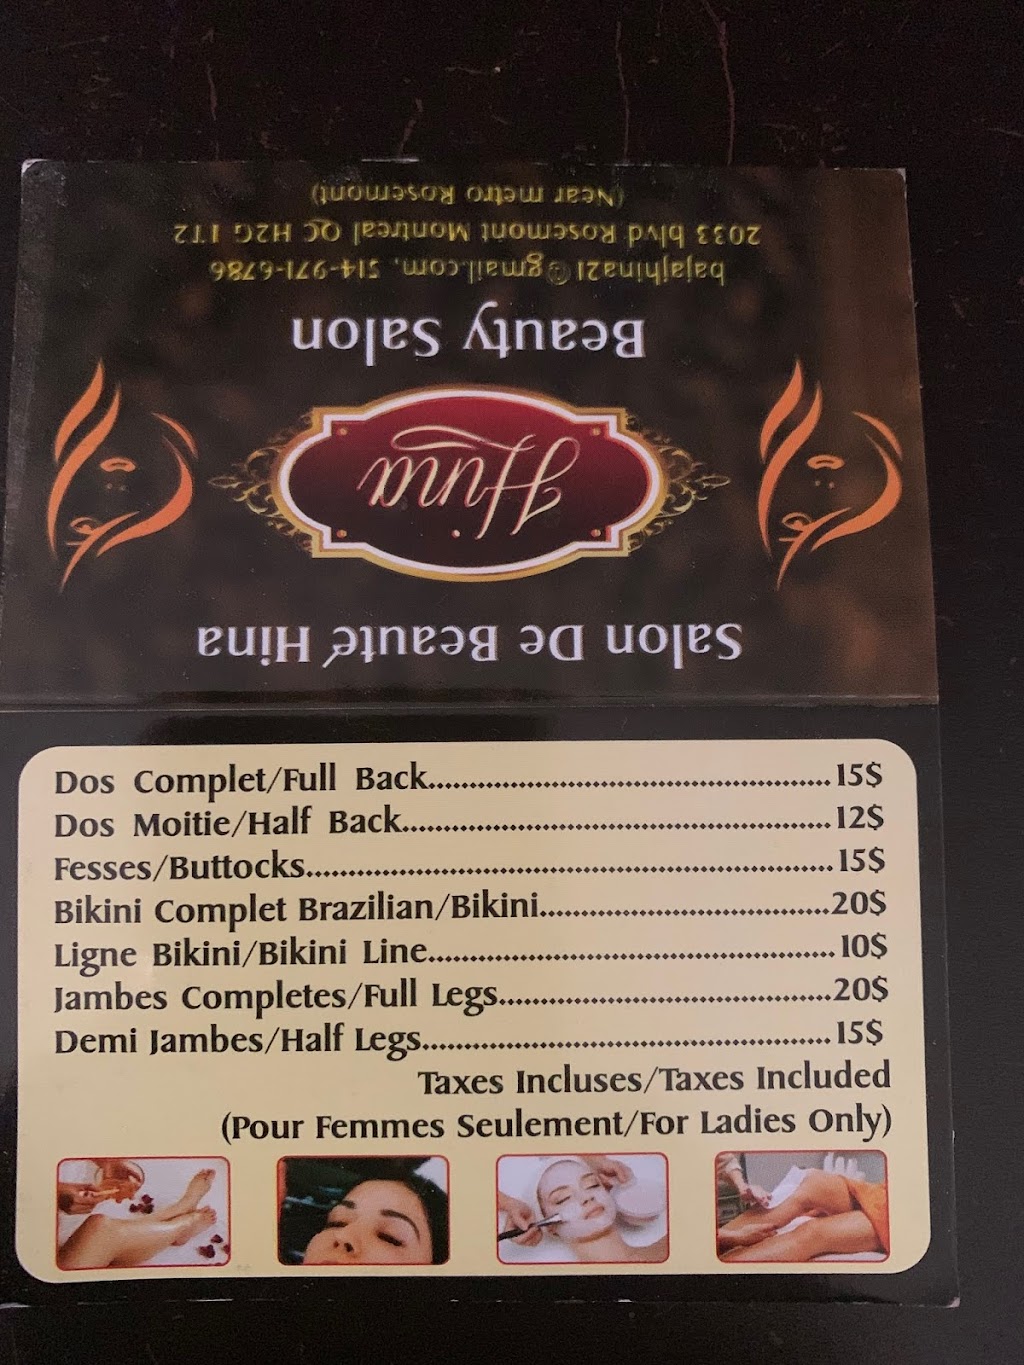 Salon De Beauté Hina
Hina
Beauty Salon
bajajhina21@gmail.com, 514-971-6786
2033 blvd Rosemont Montreal QC H2G 1T2
(Near metro Rosemont)
Dos Complet/Full Back.......................................................15$
Dos Moitie/Half Back..........................................................12$
Fesses/Buttocks.......................................................................15$
Bikini Complet Brazilian/Bikini.......................................20$
Ligne Bikini/Bikini Line.......................................................10$
Jambes Completes/Full Legs.............................................20$
Demi Jambes/Half Legs.......................................................15$
Taxes Incluses/Taxes Included
(Pour Femmes Seulement/For Ladies Only)